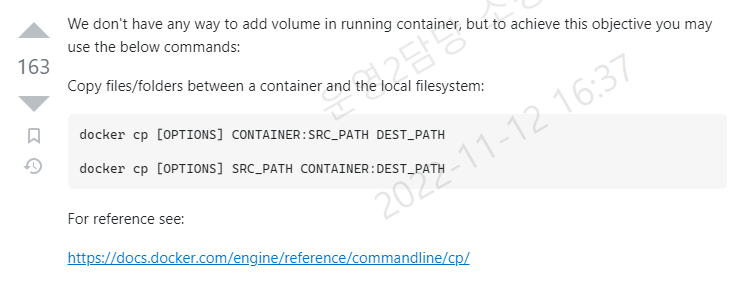 We don't have any way to add volume in running container, but to achieve this objective you may
use the below commands:
163
Copy files/folders between a container and the local filesystem:
docker cp [OPTIONS] CONTAINER:SRC_PATH DEST_PATH
docker cp [OPTIONS] SRC_PATH CONTAINER:DEST_PATH
For reference see:
https://docs.docker.com/engine/reference/commandline/cp/
운영2담당
2022-11-12 16:37